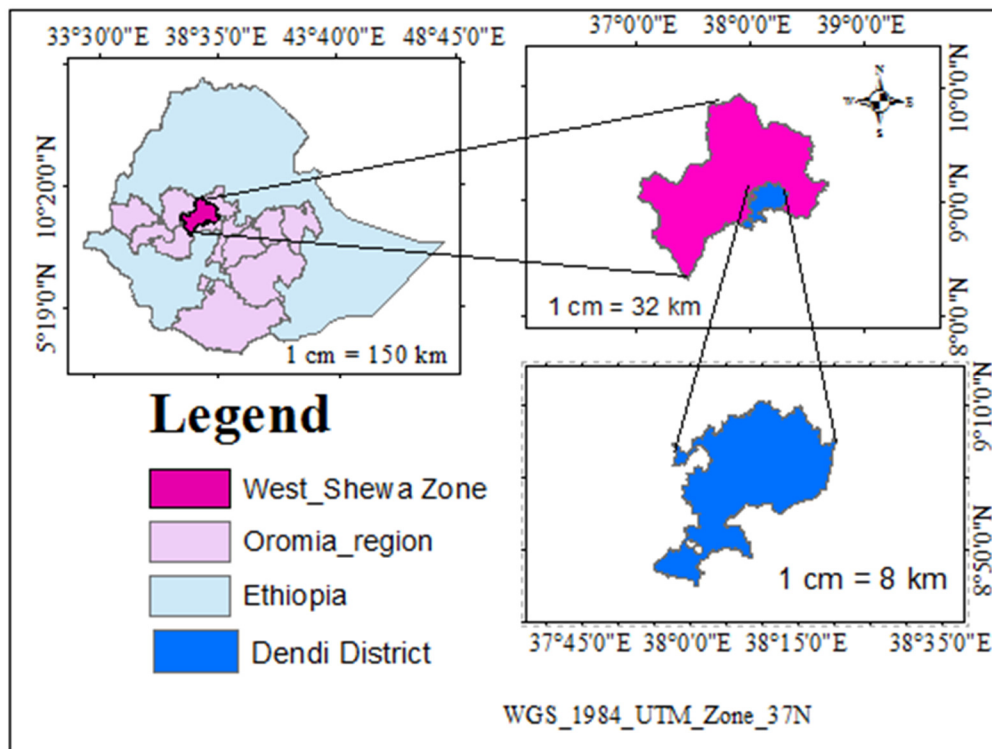 33°30'0"E 38°35'0"E 43°40'0"E 48°45'0"E
10°20'0"N
5°19'0"N
1 cm = 150 km
37°0'0"E 38°0'0"E 39°0'0"E
N
W E
S
10°0'0"N
9°0'0"N
8°0'0"N
1 cm = 32 km
Legend
West_Shewa Zone
Oromia_region
Ethiopia
Dendi District
9°10'0"N
8°50'0"N
1 cm = 8 km
37°45'0"E 38°0'0"E 38°15'0"E 38°35'0"E
WGS_1984_UTM_Zone_37N